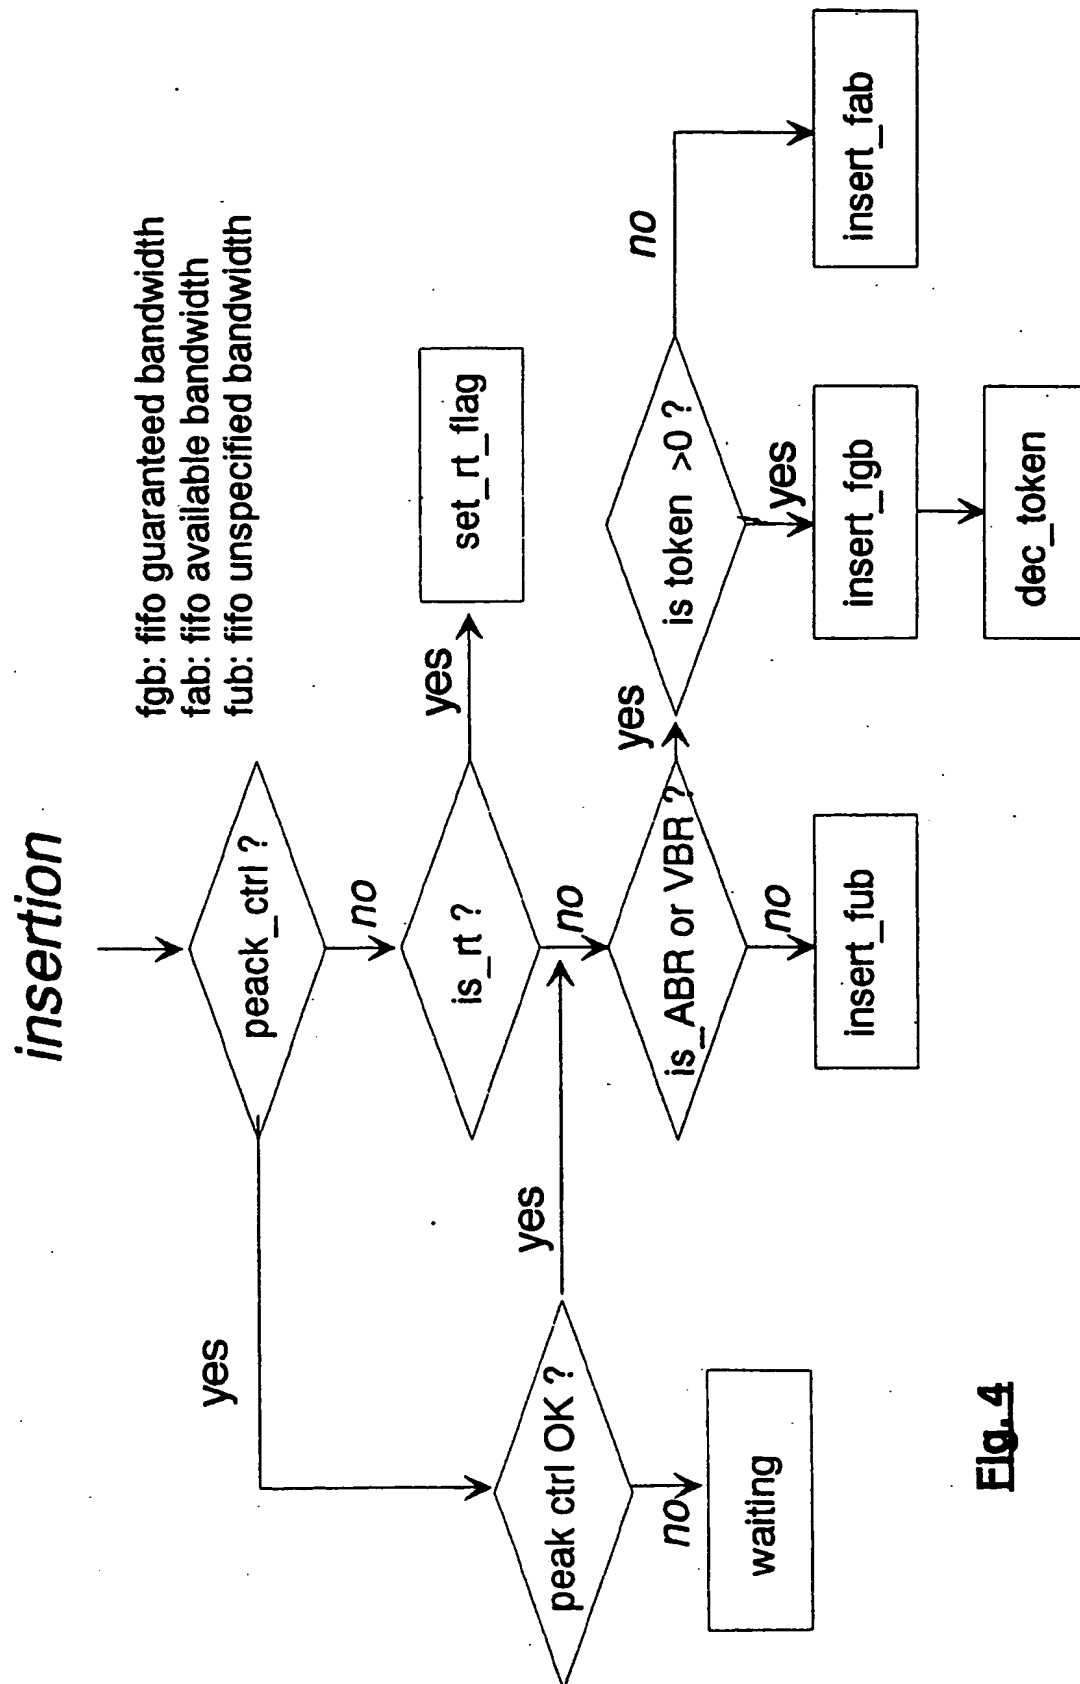 insertion
fgb: fifo guaranteed bandwidth
fab: fifo available bandwidth
fub: fifo unspecified bandwidth
peack_ctrl ?
yes
no
is_rt ?
yes
set_rt_flag
no
peak ctrl OK ?
yes
no
waiting
is_ABR or VBR ?
yes
no
insert_fub
is token >0 ?
no
yes
insert_fgb
insert_fab
dec_token
Fig. 4